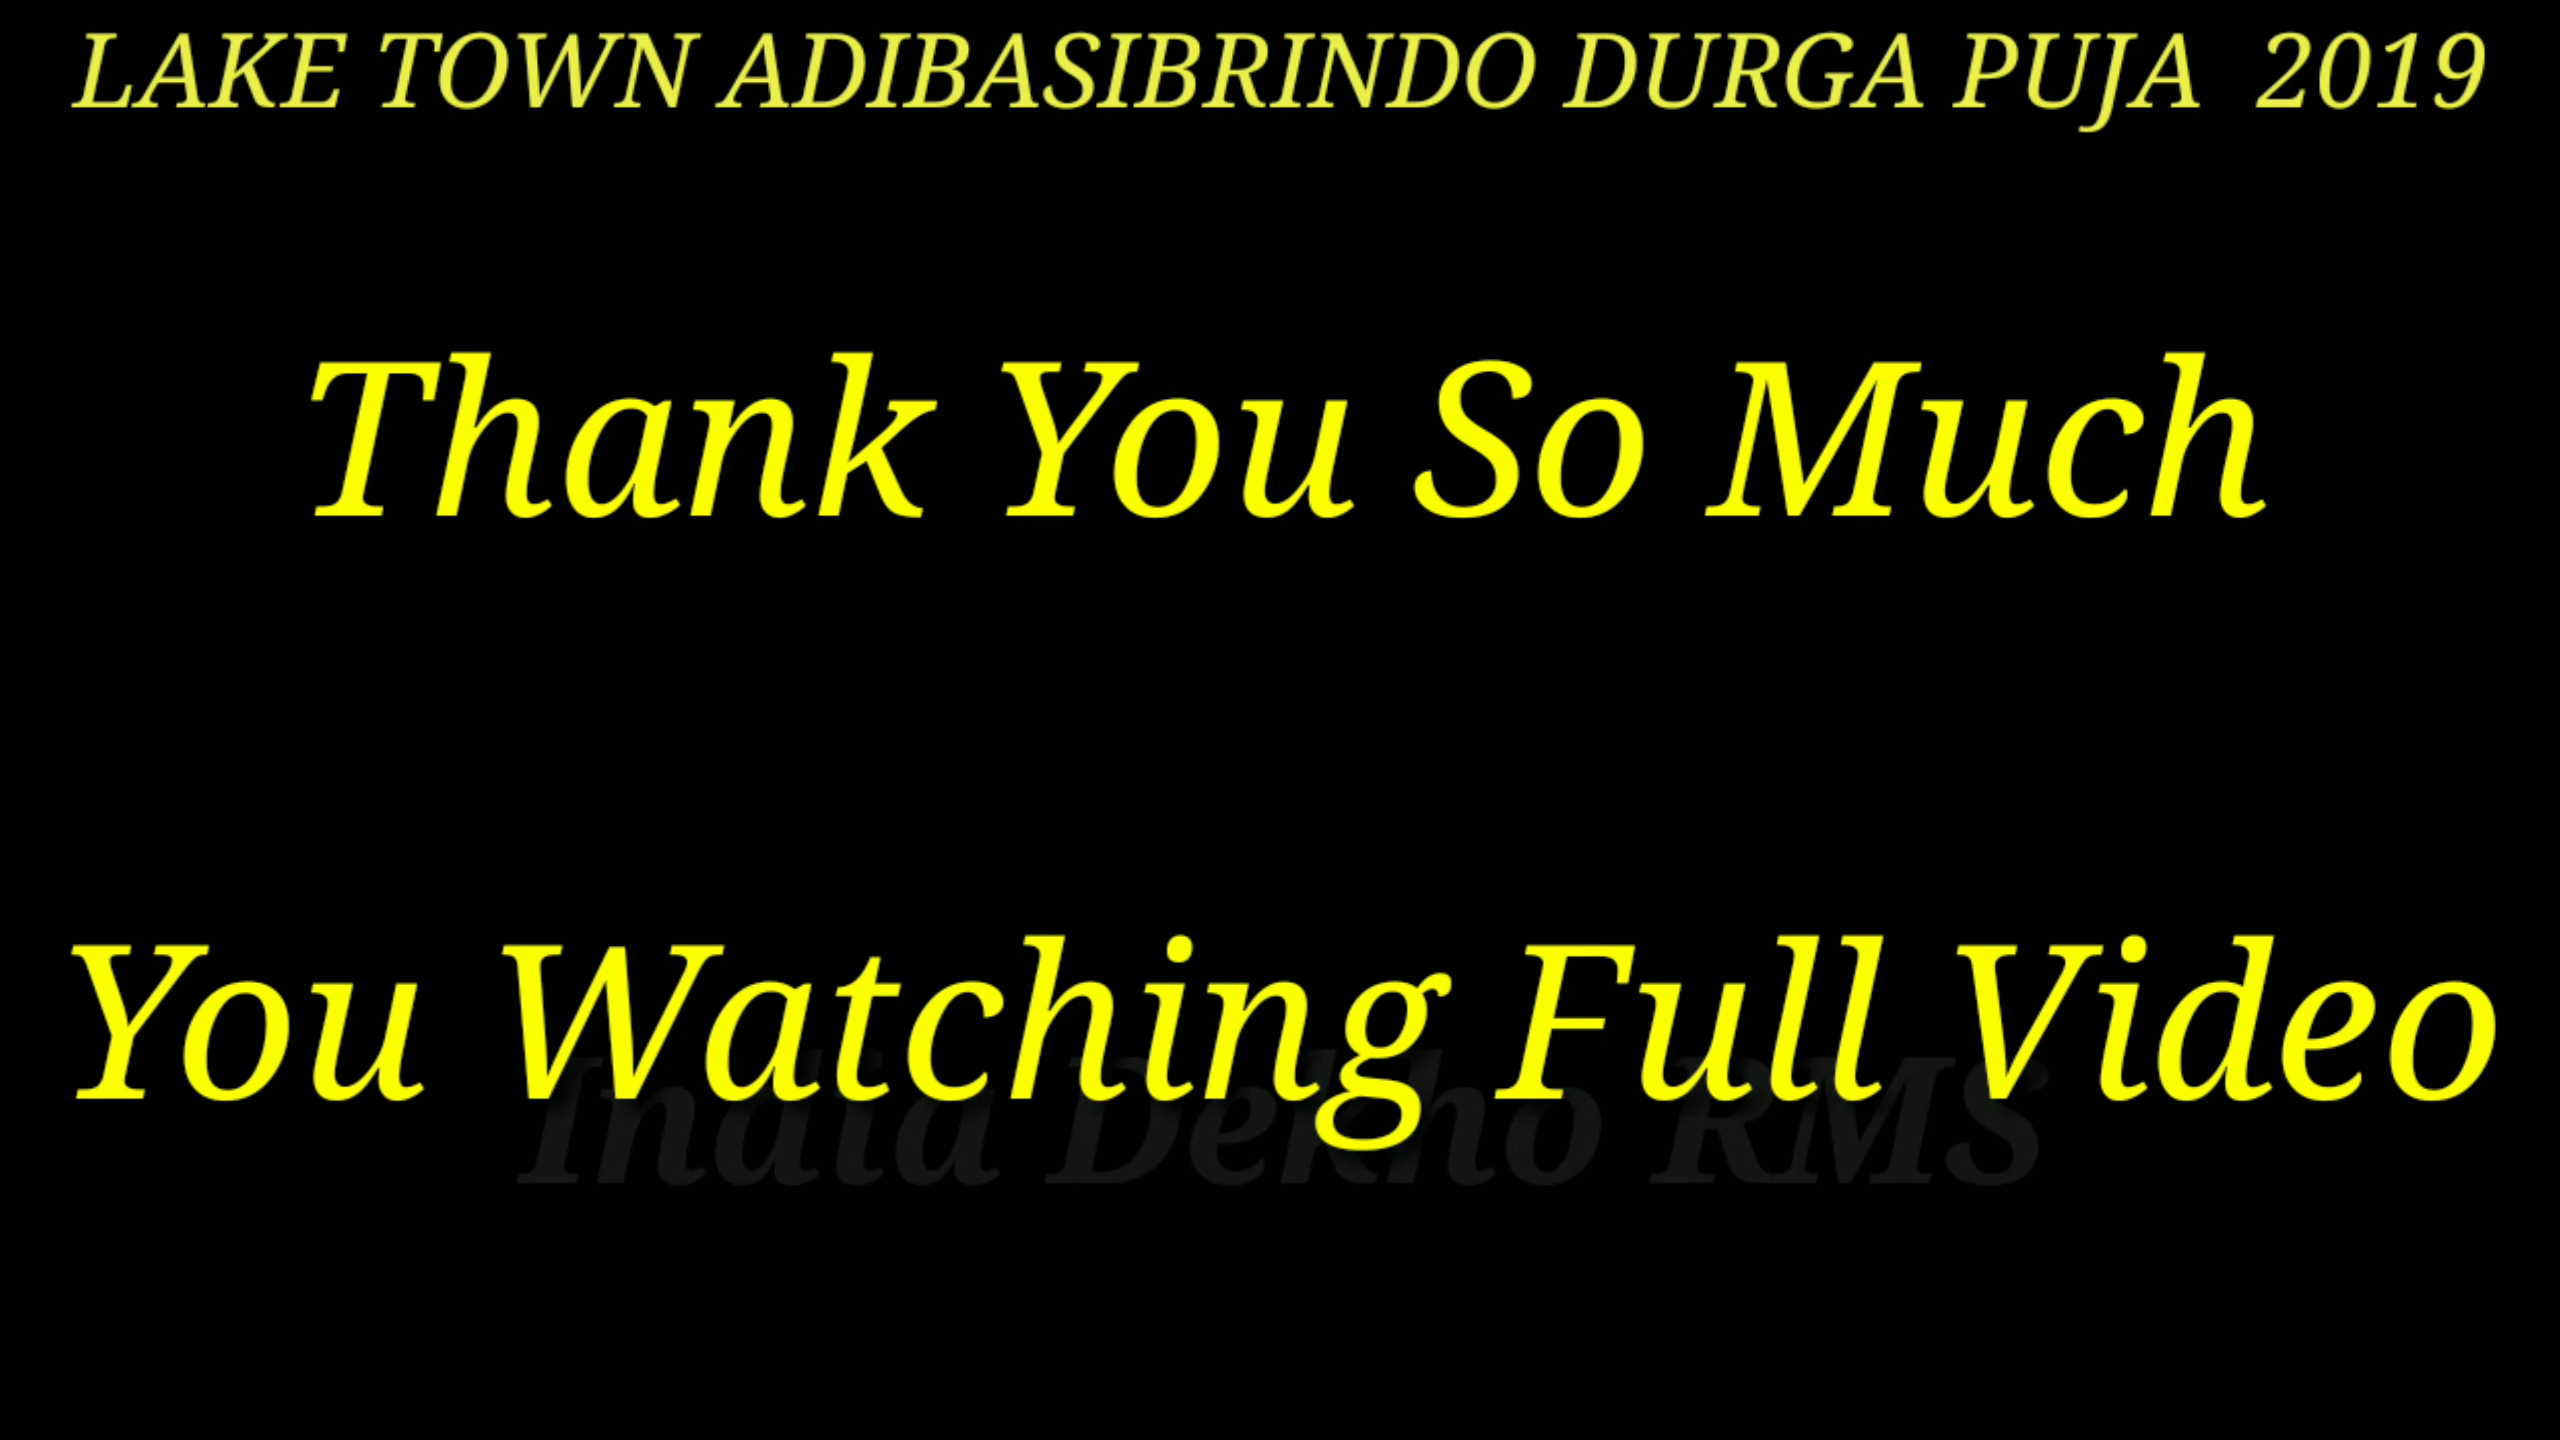 LAKE TOWN ADIBASIBRINDO DURGA PUJA 2019
Thank You So Much
You Watching Full Video
India Dekho RMS